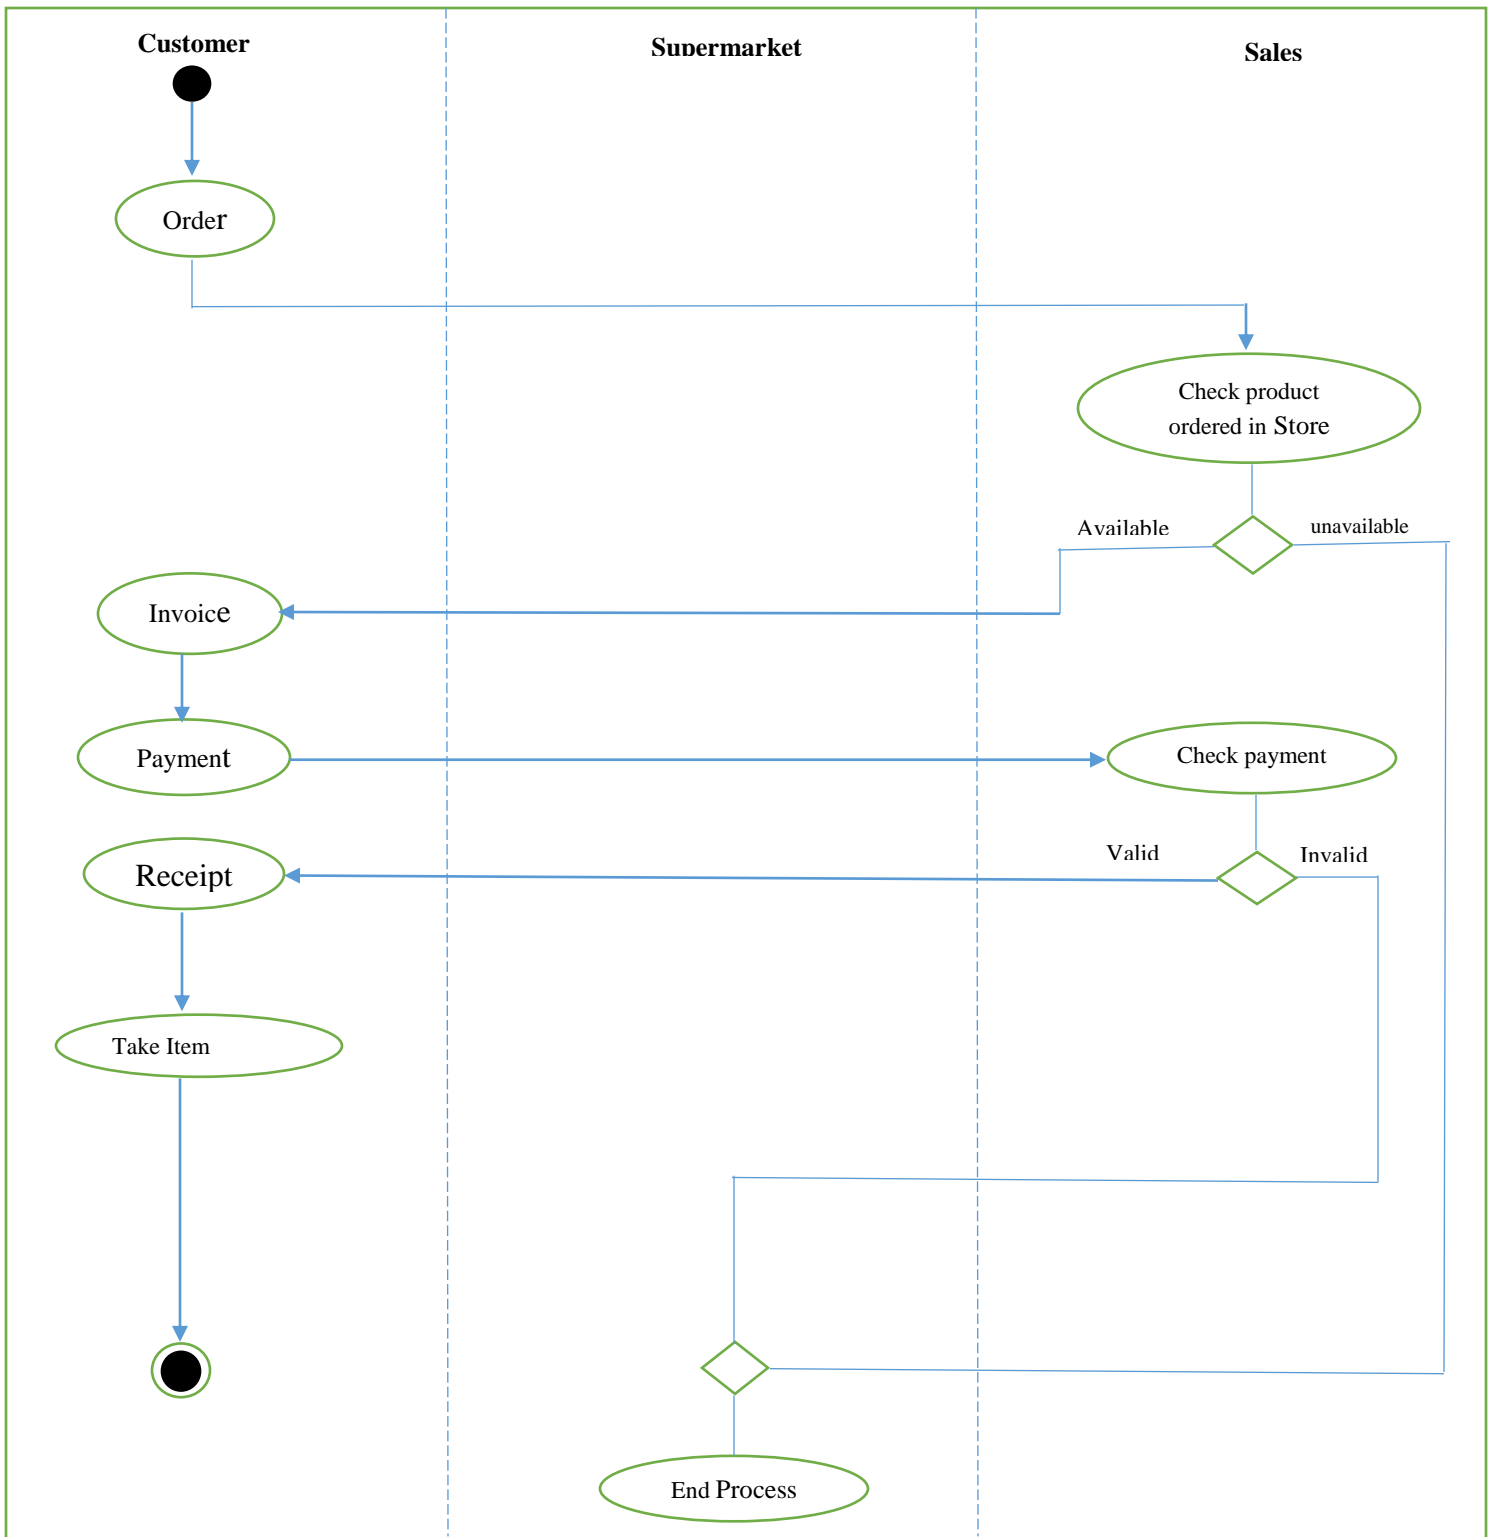 Customer
Supermarket
Sales
Order
Check product
ordered in Store
Available
unavailable
Invoice
Payment
Check payment
Valid
Invalid
Receipt
Take Item
End Process